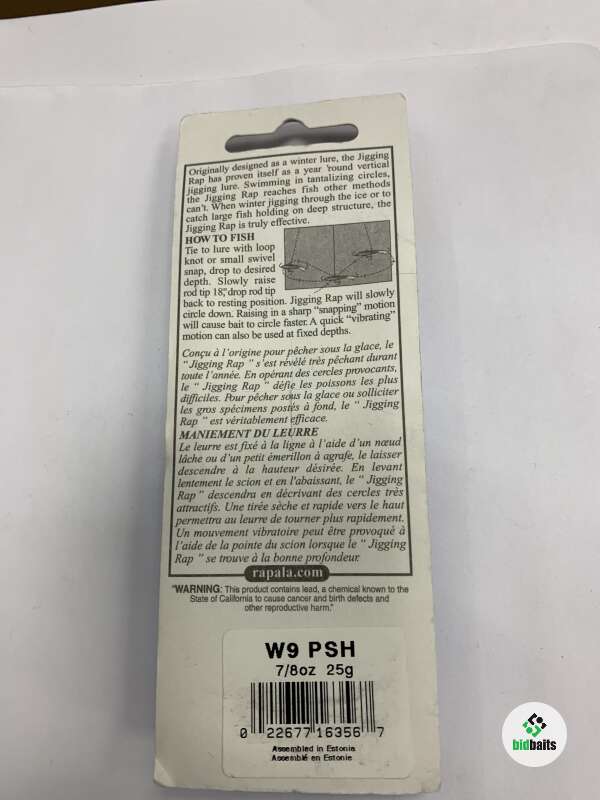 Originally designed as a winter lure, the Jigging
Rap has proven itself as a year 'round vertical
jigging lure. Swimming in tantalizing circles,
the Jigging Rap reaches fish other methods
can't. When winter jigging through the ice or to
catch large fish holding on deep structure, the
Jigging Rap is truly effective.
HOW TO FISH
Tie to lure with loop
knot or small swivel
snap, drop to desired
depth. Slowly raise
rod tip 18", drop rod tip
back to resting position. Jigging Rap will slowly
circle down. Raising in a sharp "snapping" motion
will cause bait to circle faster. A quick "vibrating"
motion can also be used at fixed depths.
Conçu à l'origine pour pêcher sous la glace, le
" Jigging Rap " s'est révélé très pêchant durant
toute l'année. En opérant des cercles provocants,
le " Jigging Rap " défie les poissons les plus
difficiles. Pour pêcher sous la glace ou solliciter
les gros spécimens postés à fond, le " Jigging
Rap " est véritablement efficace.
MANIEMENT DU LEURRE
Le leurre est fixé à la ligne à l'aide d'un nœud
lâche ou d'un petit émerillon à agrafe, le laisser
descendre à la hauteur désirée. En levant
lentement le scion et en l'abaissant, le " Jigging
Rap " descendra en décrivant des cercles très
attractifs. Une tirée sèche et rapide vers le haut
permettra au leurre de tourner plus rapidement.
Un mouvement vibratoire peut être provoqué à
l'aide de la pointe du scion lorsque le " Jigging
Rap " se trouve à la bonne profondeur.
rapala.com
"WARNING: This product contains lead, a chemical known to the
State of California to cause cancer and birth defects and
other reproductive harm."
W9 PSH
7/8oz 25g
0 22677 16356 7
Assembled in Estonia
Assemblé en Estonie
bidbaits